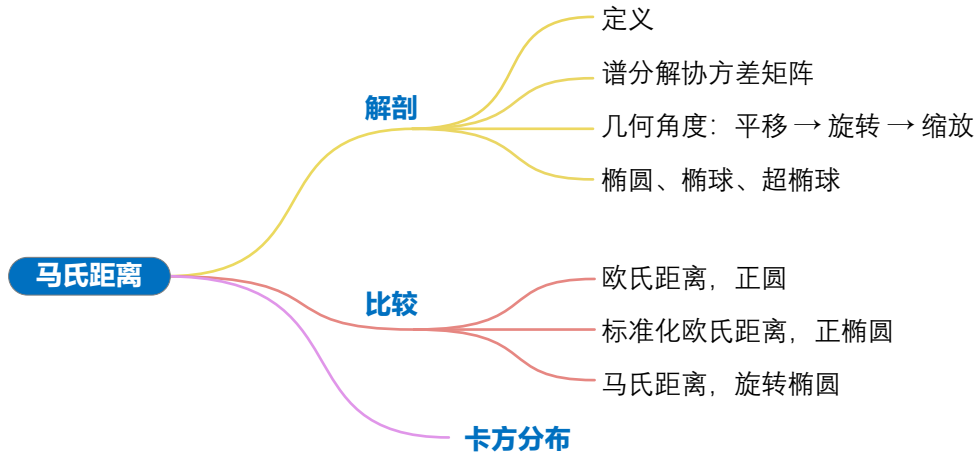 马氏距离
解剖
定义
谱分解协方差矩阵
几何角度：平移 → 旋转 → 缩放
椭圆、椭球、超椭球
比较
欧氏距离，正圆
标准化欧氏距离，正椭圆
马氏距离，旋转椭圆
卡方分布